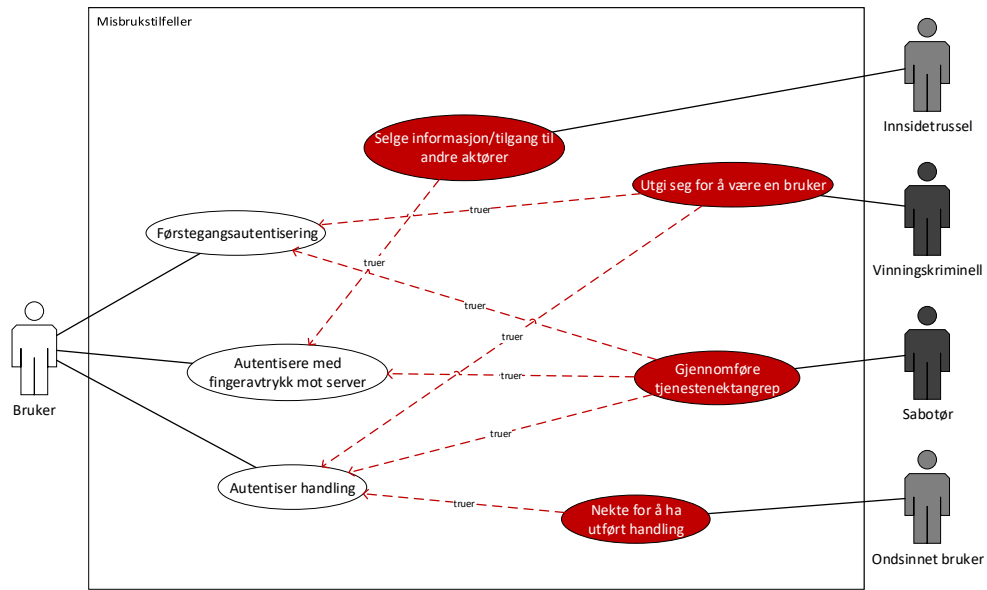 Misbrukstilfeller
Innsidetrussel
Selge informasjon/tilgang til
andre aktører
Utgi seg for å være en bruker
truer
Førstegangsautentisering
Vinningskriminell
truer
truer
truer
Autentisere med
fingeravtrykk mot server
truer
Gjennomføre
tjenestenektangrep
Bruker
Sabotør
truer
Autentiser handling
truer
Nekte for å ha
utført handling
Ondsinnet bruker